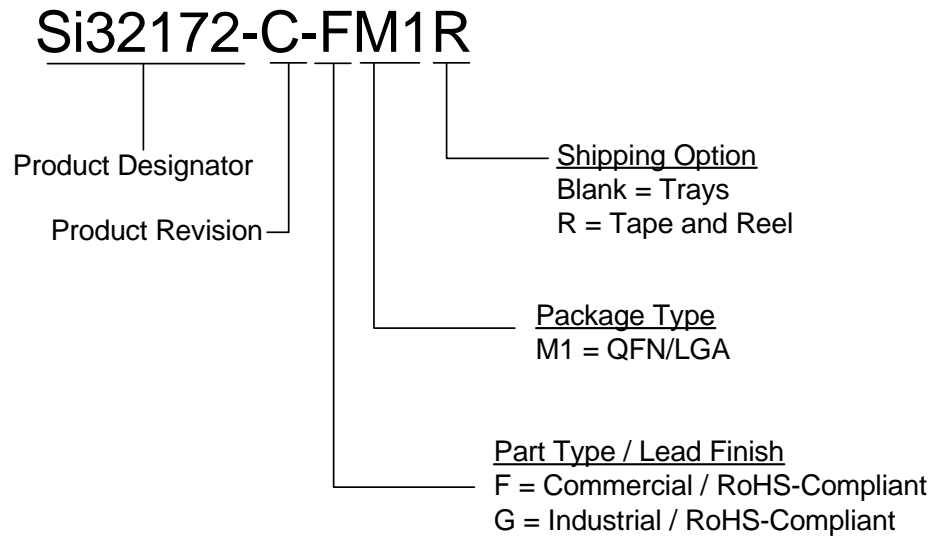 Si32172-C-FM1R
Product Designator
Product Revision
Shipping Option
Blank = Trays
R = Tape and Reel
Package Type
M1 = QFN/LGA
Part Type / Lead Finish
F = Commercial / RoHS-Compliant
G = Industrial / RoHS-Compliant